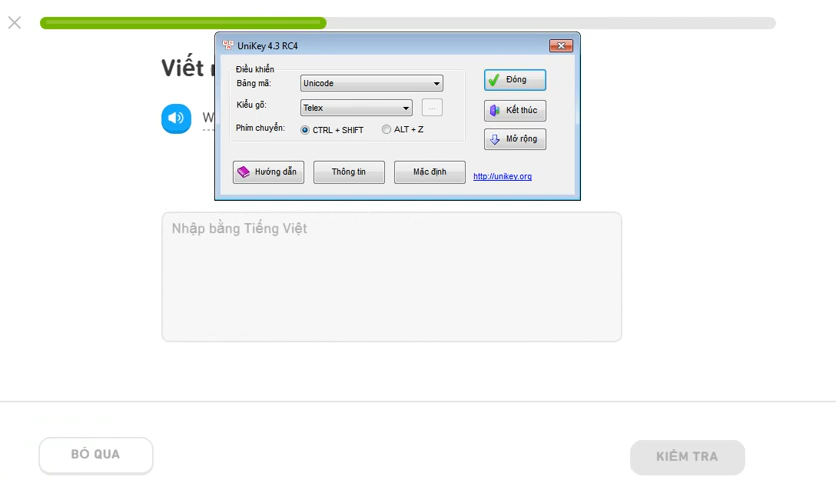 UniKey 4.3 RC4
Viết
W
Điều khiển
Bảng mã: Unicode
Kiểu gõ: Telex ...
Phím chuyển: CTRL + SHIFT ALT + Z
Đóng
Kết thúc
Mở rộng
Hướng dẫn Thông tin Mặc định http://unikey.org
Nhập bằng Tiếng Việt
BỎ QUA KIỂM TRA